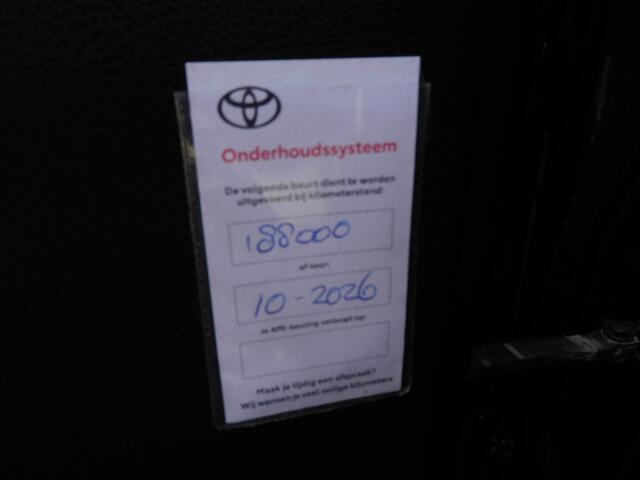 Onderhoudssysteem
De volgende beurt dient te worden
uitgevoerd bij kilometerstand:
188000
of voor:
10-2026
Je APK-keuring verloopt op:
Maak je tijdig een afspraak?
Wij wensen je veel veilige kilometers